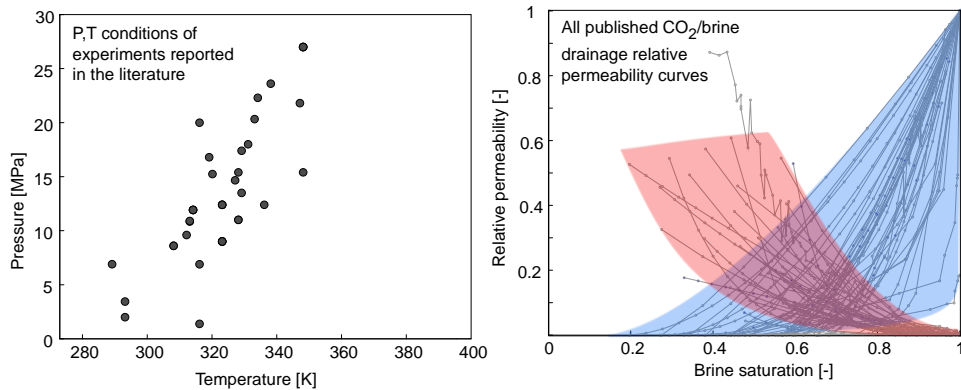 P,T conditions of
experiments reported
in the literature
Pressure [MPa]
30
25
20
15
10
5
0
280
300
320
340
360
380
400
Temperature [K]
All published CO2/brine
drainage relative
permeability curves
Relative permeability [-]
1
0.8
0.6
0.4
0.2
0
0.2
0.4
0.6
0.8
1
Brine saturation [-]